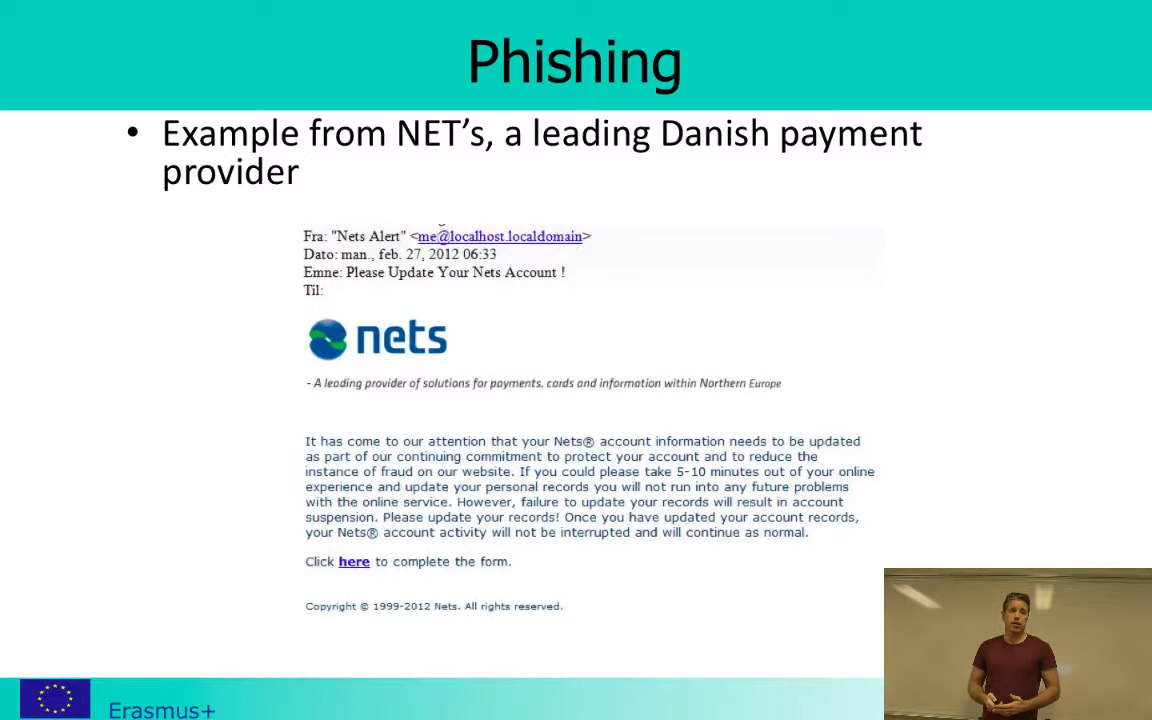 Phishing
• Example from NET's, a leading Danish payment
provider
Fra: "Nets Alert" <me@localhost.localdomain>
Dato: man., feb. 27, 2012 06:33
Emne: Please Update Your Nets Account !
Til:
nets
- A leading provider of solutions for payments, cards and information within Northern Europe
It has come to our attention that your Nets® account information needs to be updated
as part of our continuing commitment to protect your account and to reduce the
instance of fraud on our website. If you could please take 5-10 minutes out of your online
experience and update your personal records you will not run into any future problems
with the online service. However, failure to update your records will result in account
suspension. Please update your records! Once you have updated your account records,
your Nets® account activity will not be interrupted and will continue as normal.
Click here to complete the form.
Copyright © 1999-2012 Nets. All rights reserved.
Erasmus+